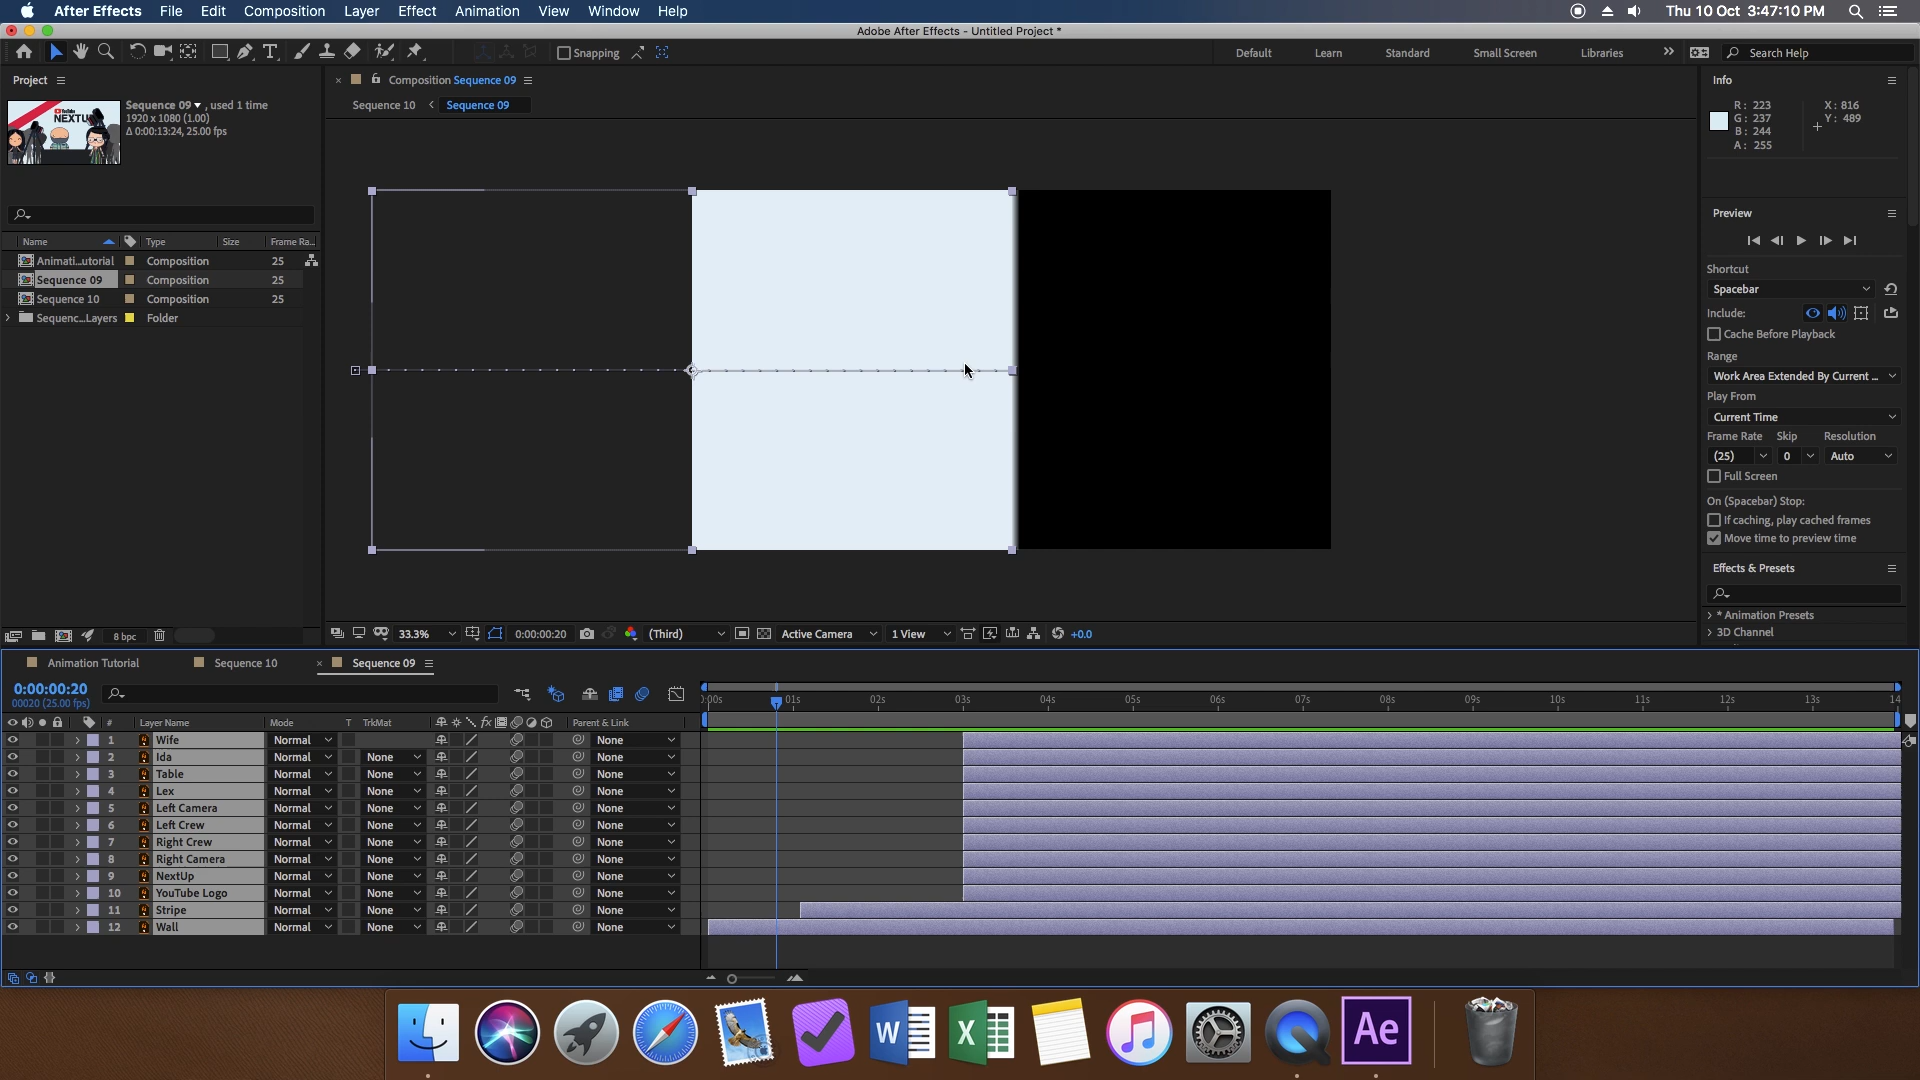 After Effects File Edit Composition Layer Effect Animation View Window Help
Thu 10 Oct 3:47:10 PM
Adobe After Effects - Untitled Project *
Snapping
Default Learn Standard Small Screen Libraries
Search Help
Project
Sequence 09 , used 1 time
1920 x 1080 (1.00)
Δ 0:00:13:24, 25.00 fps
Name Type Size Frame Ra...
Animati...utorial Composition 25
Sequence 09 Composition 25
Sequence 10 Composition 25
Sequenc...Layers Folder
8 bpc
Composition Sequence 09
Sequence 10 Sequence 09
33.3% 0:00:00:20 (Third) Active Camera 1 View +0.0
Info
R: 223 X: 816
G: 237 Y: 489
B: 244
A: 255
Preview
Shortcut
Spacebar
Include:
Cache Before Playback
Range
Work Area Extended By Current ...
Play From
Current Time
Frame Rate Skip Resolution
(25) 0 Auto
Full Screen
On (Spacebar) Stop:
If caching, play cached frames
Move time to preview time
Effects & Presets
* Animation Presets
3D Channel
Animation Tutorial Sequence 10 Sequence 09
0:00:00:20
00020 (25.00 fps)
:00s 01s 02s 03s 04s 05s 06s 07s 08s 09s 10s 11s 12s 13s 14
# Layer Name Mode T TrkMat fx Parent & Link
1 Wife Normal None
2 Ida Normal None None
3 Table Normal None None
4 Lex Normal None None
5 Left Camera Normal None None
6 Left Crew Normal None None
7 Right Crew Normal None None
8 Right Camera Normal None None
9 NextUp Normal None None
10 YouTube Logo Normal None None
11 Stripe Normal None None
12 Wall Normal None None
W X Ae